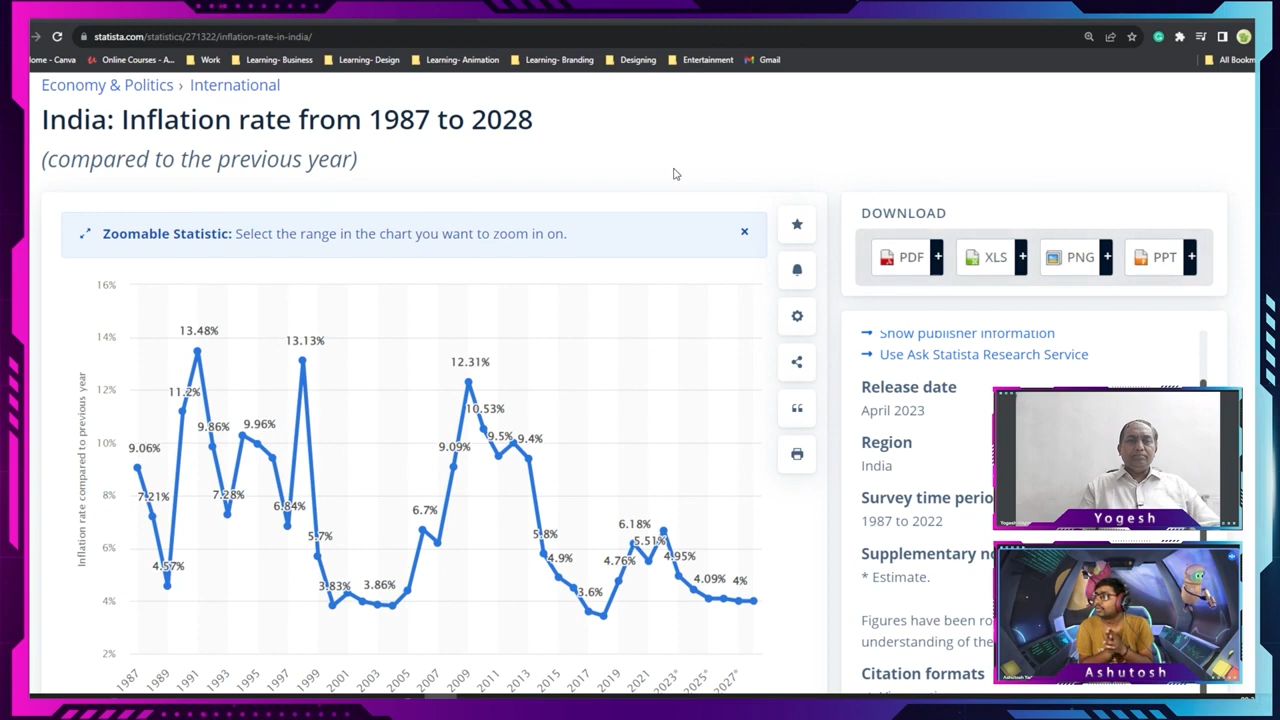 statista.com/statistics/271322/inflation-rate-in-india/
Home - Canva Online Courses - A... Work Learning- Business Learning- Design Learning- Animation Learning- Branding Designing Entertainment Gmail All Bookm
Economy & Politics › International
India: Inflation rate from 1987 to 2028
(compared to the previous year)
Zoomable Statistic: Select the range in the chart you want to zoom in on.
×
DOWNLOAD
PDF + XLS + PNG + PPT +
Inflation rate compared to previous year
16%
14%
12%
10%
8%
6%
4%
2%
9.06%
7.21%
4.57%
11.2%
13.48%
9.86%
7.28%
9.96%
6.84%
13.13%
5.7%
3.83%
3.86%
6.7%
9.09%
12.31%
10.53%
9.5%
9.4%
5.8%
4.9%
3.6%
4.76%
6.18%
5.51%
4.95%
4.09%
4%
1987 1989 1991 1993 1995 1997 1999 2001 2003 2005 2007 2009 2011 2013 2015 2017 2019 2021 2023* 2025* 2027*
→ Show publisher information
→ Use Ask Statista Research Service
Release date
April 2023
Region
India
Survey time perio
1987 to 2022
Supplementary no
* Estimate.
Figures have been ro
understanding of the
Citation formats
Yogesh
Ashutosh